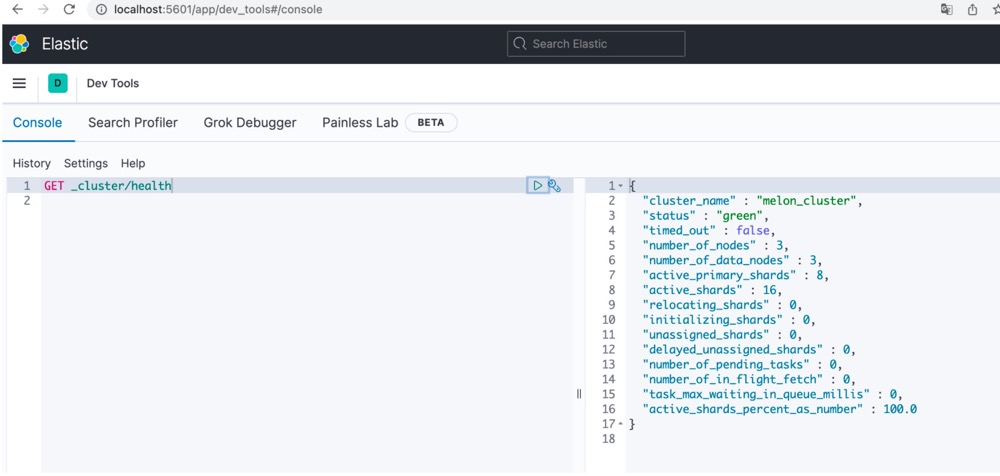 localhost:5601/app/dev_tools#/console
Elastic
Search Elastic
D
Dev Tools
Console Search Profiler Grok Debugger Painless Lab BETA
History Settings Help
1 GET _cluster/health
2
1 {
2 "cluster_name" : "melon_cluster",
3 "status" : "green",
4 "timed_out" : false,
5 "number_of_nodes" : 3,
6 "number_of_data_nodes" : 3,
7 "active_primary_shards" : 8,
8 "active_shards" : 16,
9 "relocating_shards" : 0,
10 "initializing_shards" : 0,
11 "unassigned_shards" : 0,
12 "delayed_unassigned_shards" : 0,
13 "number_of_pending_tasks" : 0,
14 "number_of_in_flight_fetch" : 0,
15 "task_max_waiting_in_queue_millis" : 0,
16 "active_shards_percent_as_number" : 100.0
17 }
18